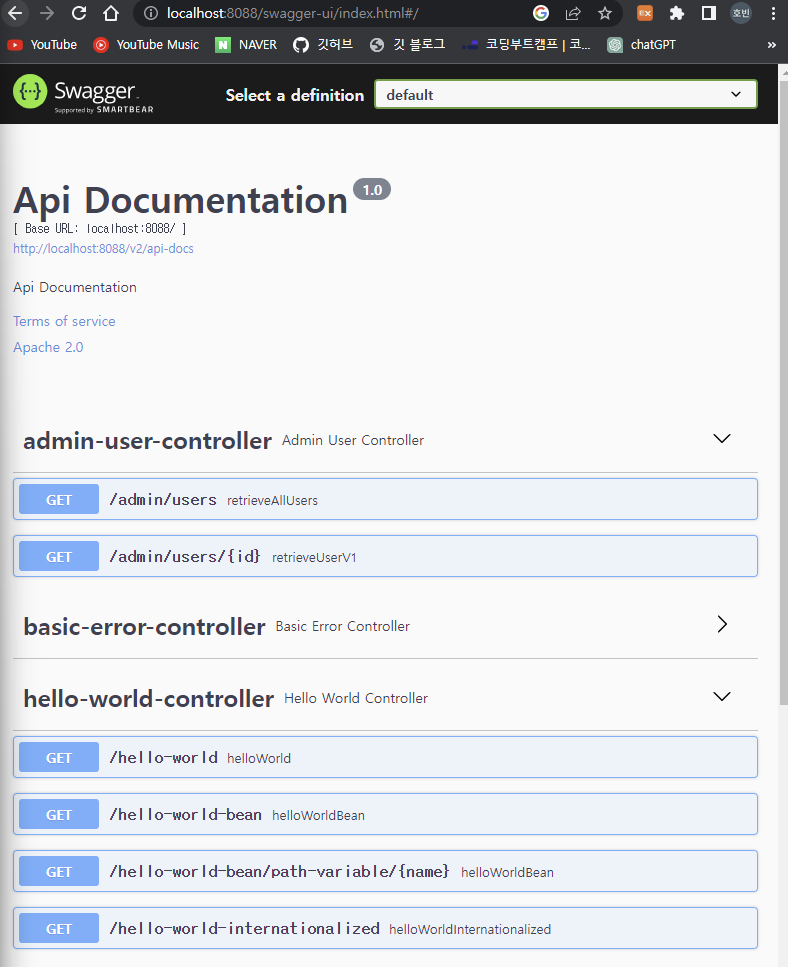 localhost:8088/swagger-ui/index.html#/
호빈
YouTube
YouTube Music
N NAVER
깃허브
깃 블로그
코딩부트캠프 | 코...
chatGPT
»
{···} Swagger.
Supported by SMARTBEAR
Select a definition
default
Api Documentation 1.0
[ Base URL: localhost:8088/ ]
http://localhost:8088/v2/api-docs
Api Documentation
Terms of service
Apache 2.0
admin-user-controller Admin User Controller
GET /admin/users retrieveAllUsers
GET /admin/users/{id} retrieveUserV1
basic-error-controller Basic Error Controller
hello-world-controller Hello World Controller
GET /hello-world helloWorld
GET /hello-world-bean helloWorldBean
GET /hello-world-bean/path-variable/{name} helloWorldBean
GET /hello-world-internationalized helloWorldInternationalized